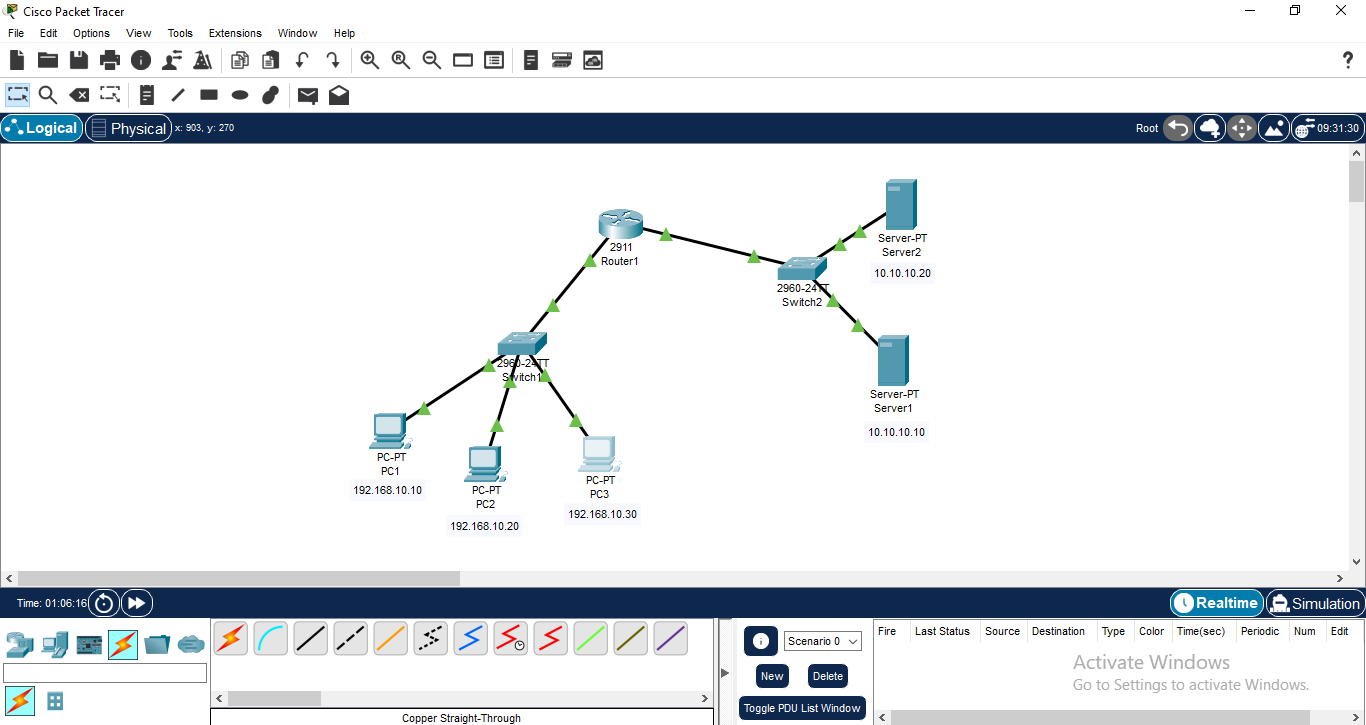 Cisco Packet Tracer
File Edit Options View Tools Extensions Window Help
Logical Physical x: 903, y: 270 Root 09:31:30
2911
Router1
Server-PT
Server2
10.10.10.20
2960-24TT
Switch2
2960-24TT
Switch1
Server-PT
Server1
10.10.10.10
PC-PT
PC1
192.168.10.10
PC-PT
PC2
192.168.10.20
PC-PT
PC3
192.168.10.30
Time: 01:06:16 Realtime Simulation
Scenario 0
New Delete
Toggle PDU List Window
Fire Last Status Source Destination Type Color Time(sec) Periodic Num Edit
Activate Windows
Go to Settings to activate Windows.
Copper Straight-Through